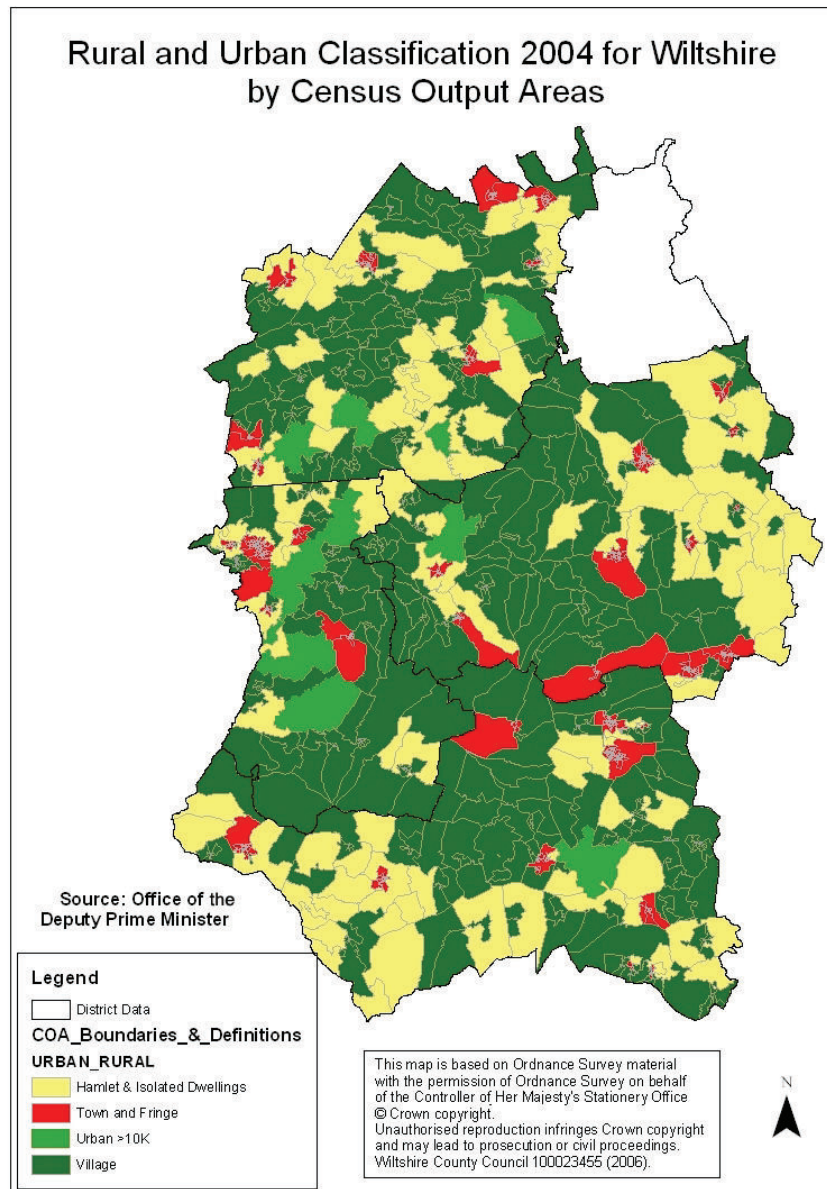 Rural and Urban Classification 2004 for Wiltshire
by Census Output Areas
Source: Office of the
Deputy Prime Minister
Legend
District Data
COA_Boundaries_&_Definitions
URBAN_RURAL
Hamlet & Isolated Dwellings
Town and Fringe
Urban >10K
Village
This map is based on Ordnance Survey material
with the permission of Ordnance Survey on behalf
of the Controller of Her Majesty's Stationery Office
© Crown copyright.
Unauthorised reproduction infringes Crown copyright
and may lead to prosecution or civil proceedings.
Wiltshire County Council 100023455 (2006).
N